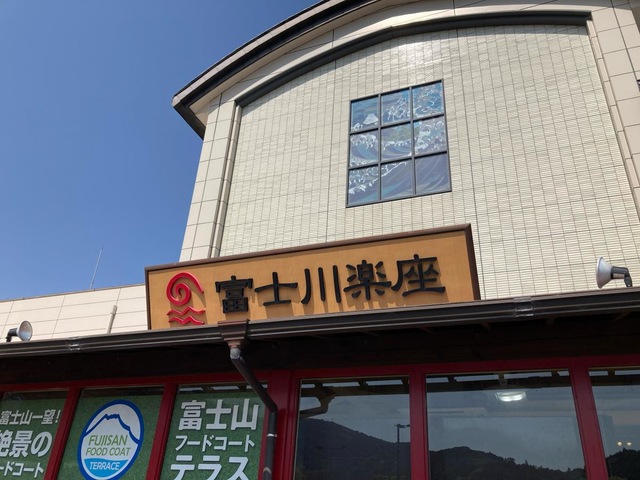 富士川楽座
富士山一望!
絶景の
フードコート
FUJISAN
FOOD COAT
TERRACE
富士山
フードコート
テラス